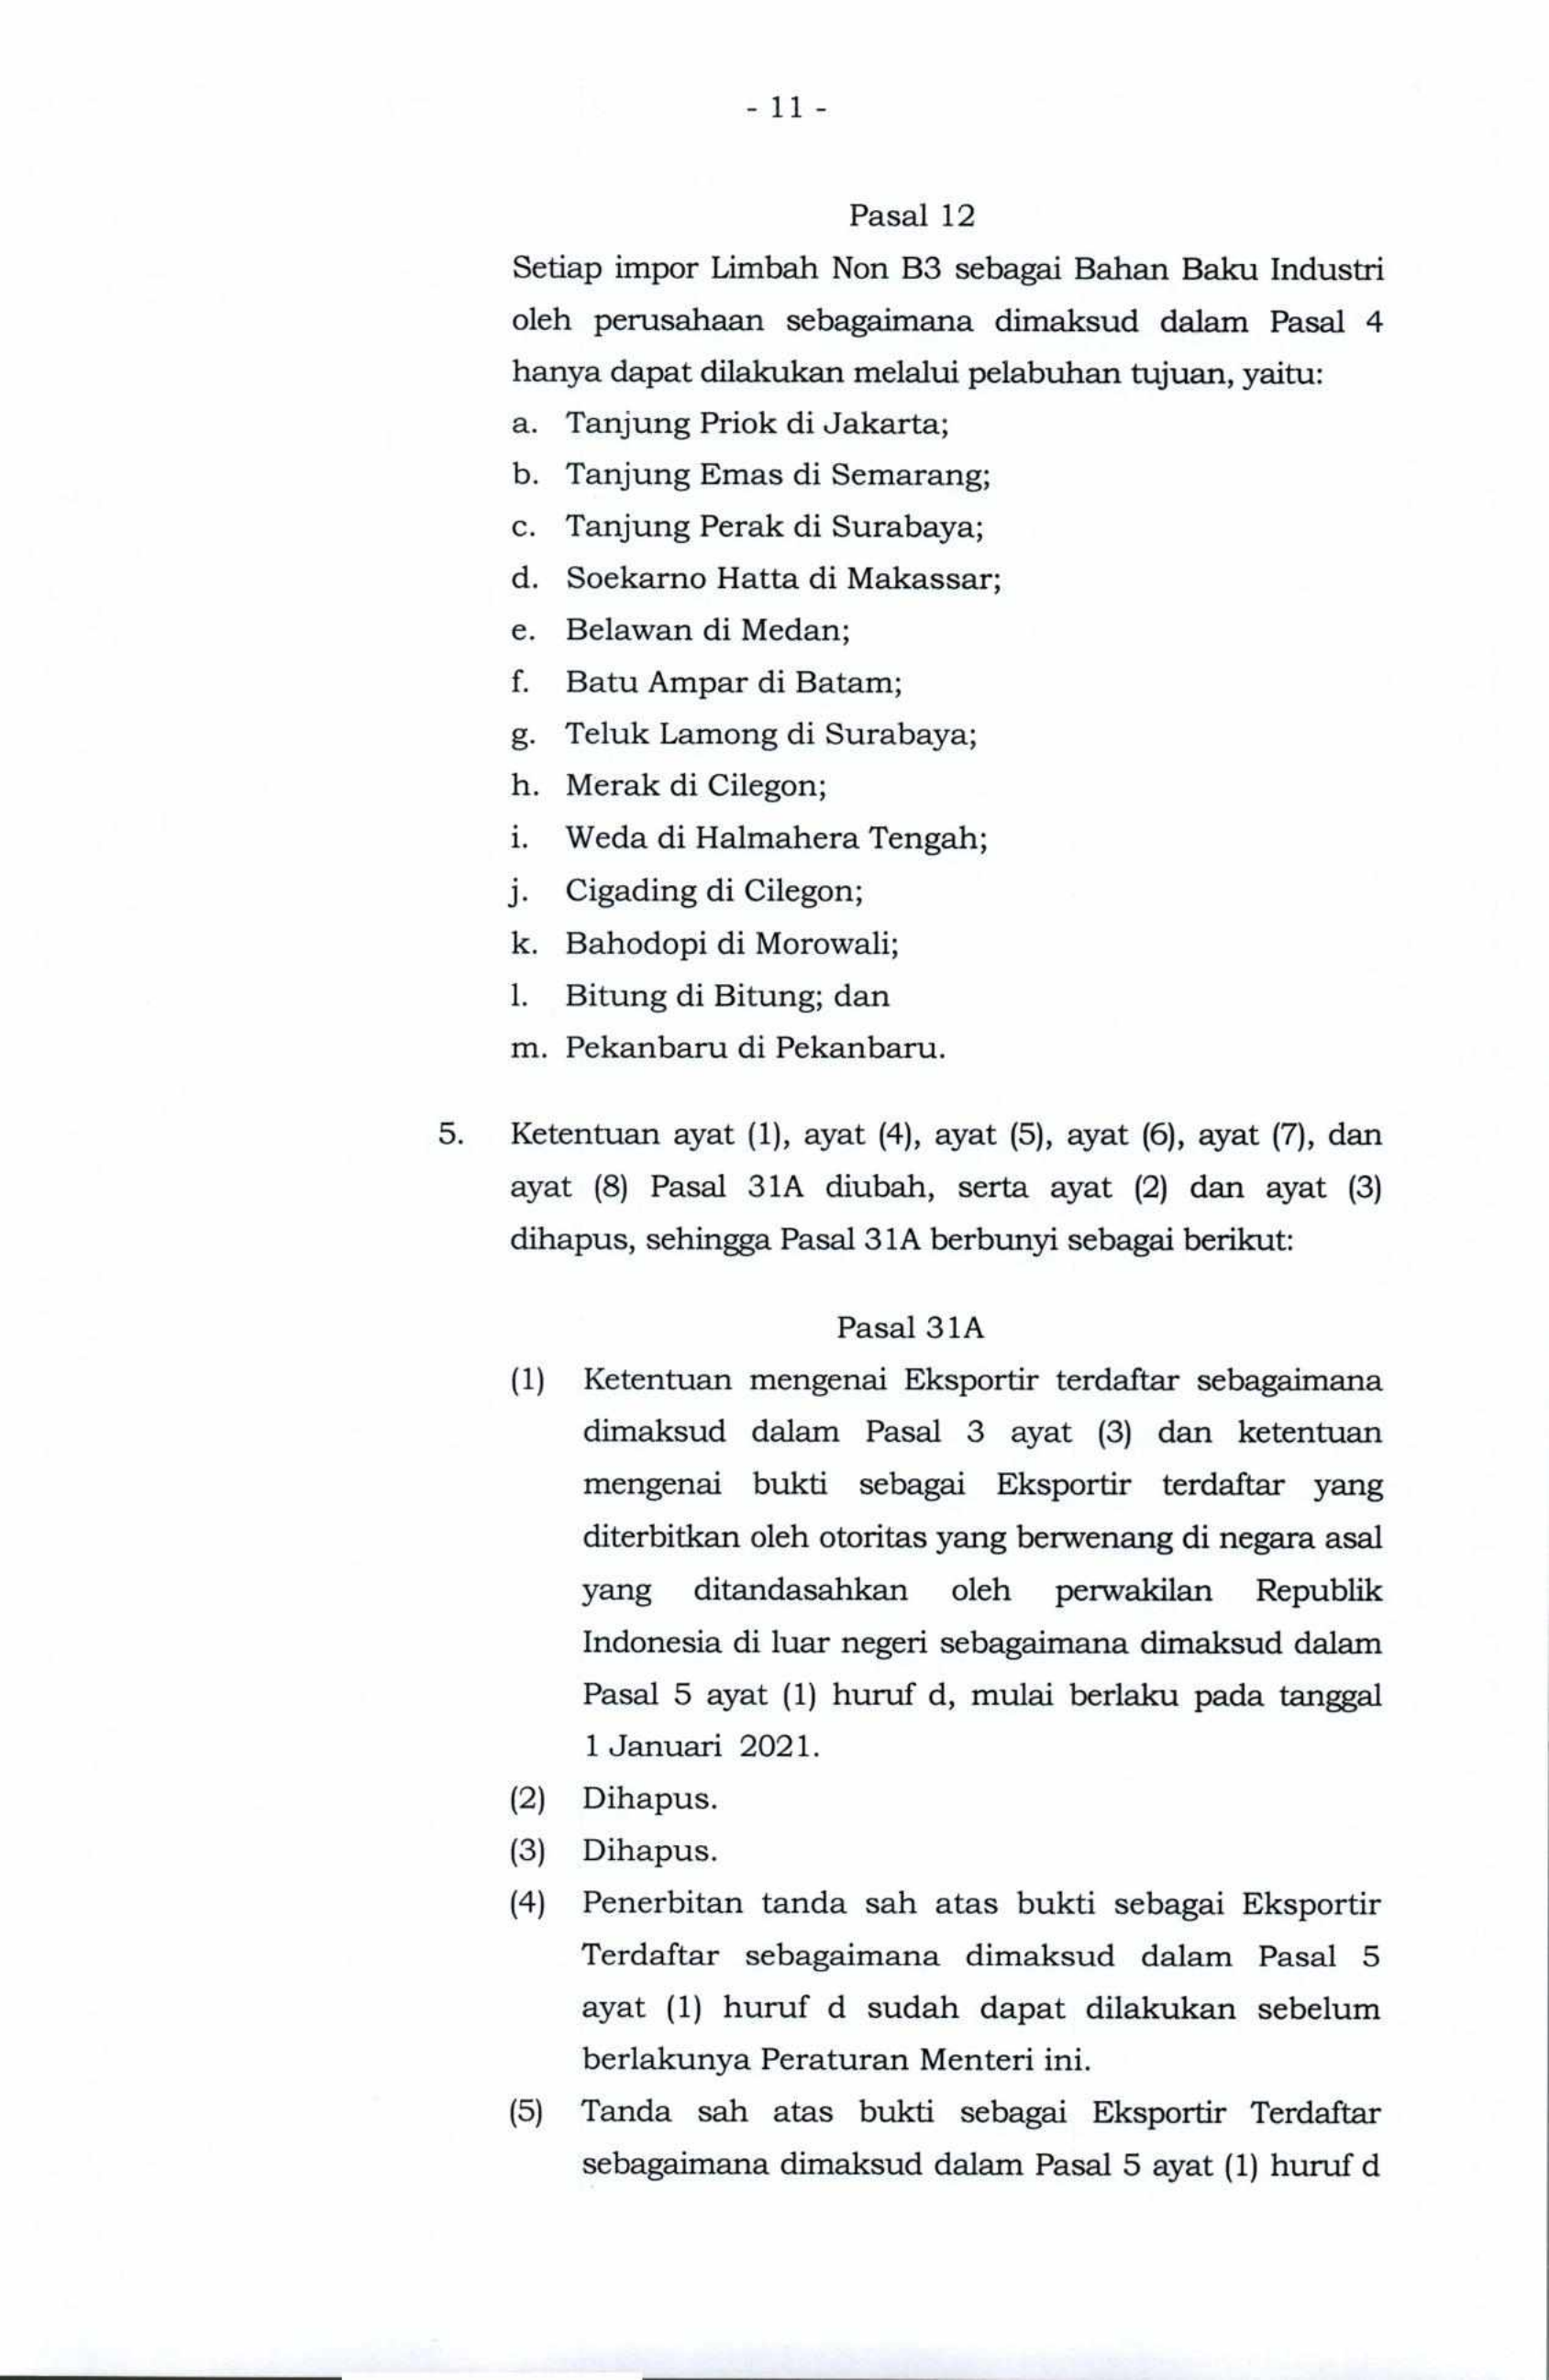 - 11 -
Pasal 12
Setiap impor Limbah Non B3 sebagai Bahan Baku Industri
oleh perusahaan sebagaimana dimaksud dalam Pasal 4
hanya dapat dilakukan melalui pelabuhan tujuan, yaitu:
a. Tanjung Priok di Jakarta;
b. Tanjung Emas di Semarang;
c. Tanjung Perak di Surabaya;
d. Soekarno Hatta di Makassar;
e. Belawan di Medan;
f. Batu Ampar di Batam;
g. Teluk Lamong di Surabaya;
h. Merak di Cilegon;
i. Weda di Halmahera Tengah;
j. Cigading di Cilegon;
k. Bahodopi di Morowali;
l. Bitung di Bitung; dan
m. Pekanbaru di Pekanbaru.
5. Ketentuan ayat (1), ayat (4), ayat (5), ayat (6), ayat (7), dan
ayat (8) Pasal 31A diubah, serta ayat (2) dan ayat (3)
dihapus, sehingga Pasal 31A berbunyi sebagai berikut:
Pasal 31A
(1) Ketentuan mengenai Eksportir terdaftar sebagaimana
dimaksud dalam Pasal 3 ayat (3) dan ketentuan
mengenai bukti sebagai Eksportir terdaftar yang
diterbitkan oleh otoritas yang berwenang di negara asal
yang ditandasahkan oleh perwakilan Republik
Indonesia di luar negeri sebagaimana dimaksud dalam
Pasal 5 ayat (1) huruf d, mulai berlaku pada tanggal
1 Januari 2021.
(2) Dihapus.
(3) Dihapus.
(4) Penerbitan tanda sah atas bukti sebagai Eksportir
Terdaftar sebagaimana dimaksud dalam Pasal 5
ayat (1) huruf d sudah dapat dilakukan sebelum
berlakunya Peraturan Menteri ini.
(5) Tanda sah atas bukti sebagai Eksportir Terdaftar
sebagaimana dimaksud dalam Pasal 5 ayat (1) huruf d